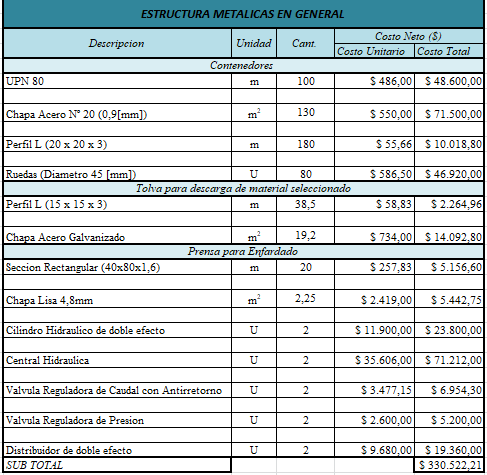 ESTRUCTURA METALICAS EN GENERAL
Descripcion Unidad Cant. Costo Neto ($)
Costo Unitario Costo Total
Contenedores
UPN 80 m 100 $ 486,00 $ 48.600,00
Chapa Acero Nº 20 (0,9[mm]) m² 130 $ 550,00 $ 71.500,00
Perfil L (20 x 20 x 3) m 180 $ 55,66 $ 10.018,80
Ruedas (Diametro 45 [mm]) U 80 $ 586,50 $ 46.920,00
Tolva para descarga de material seleccionado
Perfil L (15 x 15 x 3) m 38,5 $ 58,83 $ 2.264,96
Chapa Acero Galvanizado m² 19,2 $ 734,00 $ 14.092,80
Prensa para Enfardado
Seccion Rectangular (40x80x1,6) m 20 $ 257,83 $ 5.156,60
Chapa Lisa 4,8mm m² 2,25 $ 2.419,00 $ 5.442,75
Cilindro Hidraulico de doble efecto U 2 $ 11.900,00 $ 23.800,00
Central Hidraulica U 2 $ 35.606,00 $ 71.212,00
Valvula Reguladora de Caudal con Antirretorno U 2 $ 3.477,15 $ 6.954,30
Valvula Reguladora de Presion U 2 $ 2.600,00 $ 5.200,00
Distribuidor de doble efecto U 2 $ 9.680,00 $ 19.360,00
SUB TOTAL $ 330.522,21